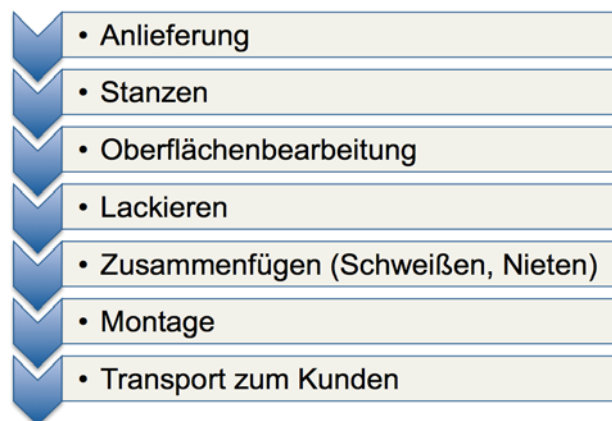 • Anlieferung
• Stanzen
• Oberflächenbearbeitung
• Lackieren
• Zusammenfügen (Schweißen, Nieten)
• Montage
• Transport zum Kunden